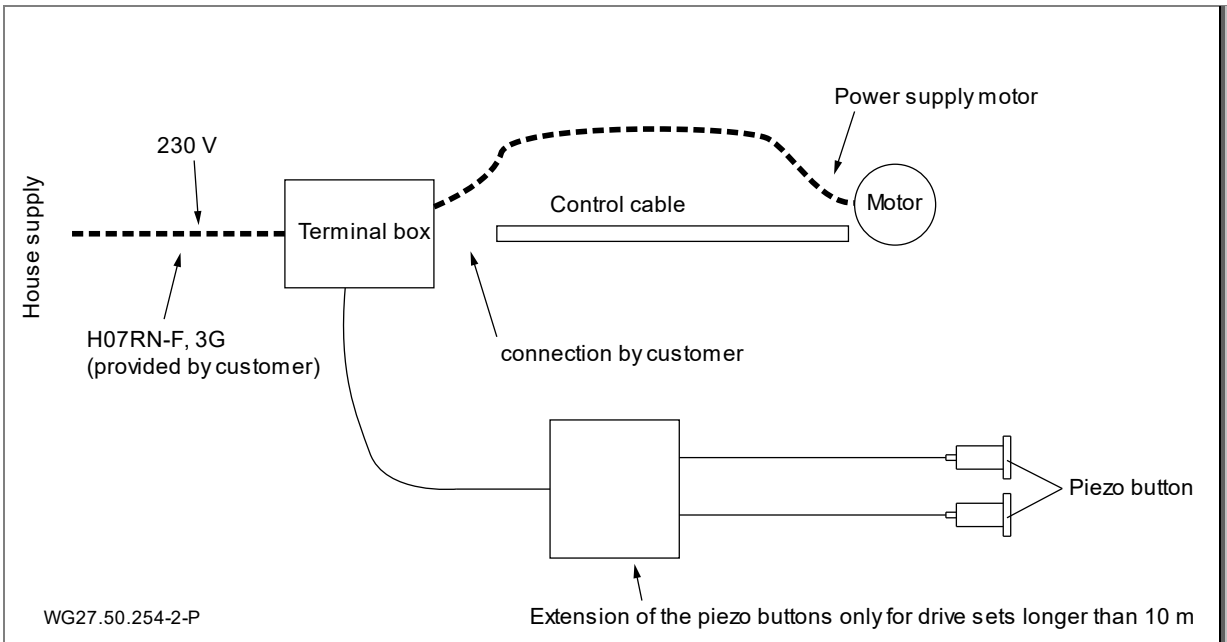 Power supply motor
230 V
House supply
Control cable
Motor
Terminal box
H07RN-F, 3G
(provided by customer)
connection by customer
Piezo button
WG27.50.254-2-P
Extension of the piezo buttons only for drive sets longer than 10 m